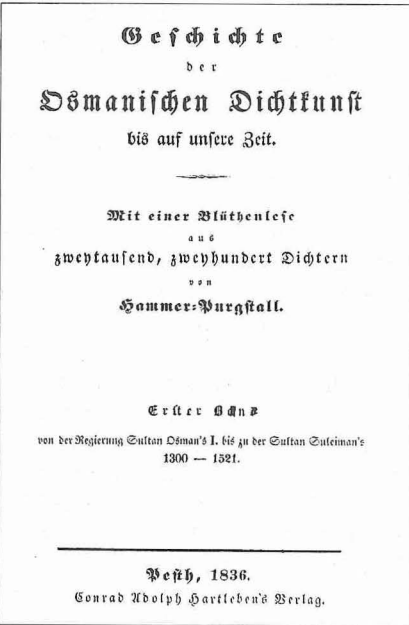 Geschichte
der
Osmanischen Dichtkunst
bis auf unsere Zeit.
Mit einer Blüthenlese
aus
zweytausend, zweyhundert Dichtern
von
Hammer-Purgstall.
Erster Band
von der Regierung Sultan Osman's I. bis zu der Sultan Suleiman's
1300 — 1521.
Pesth, 1836.
Conrad Adolph Hartleben's Verlag.